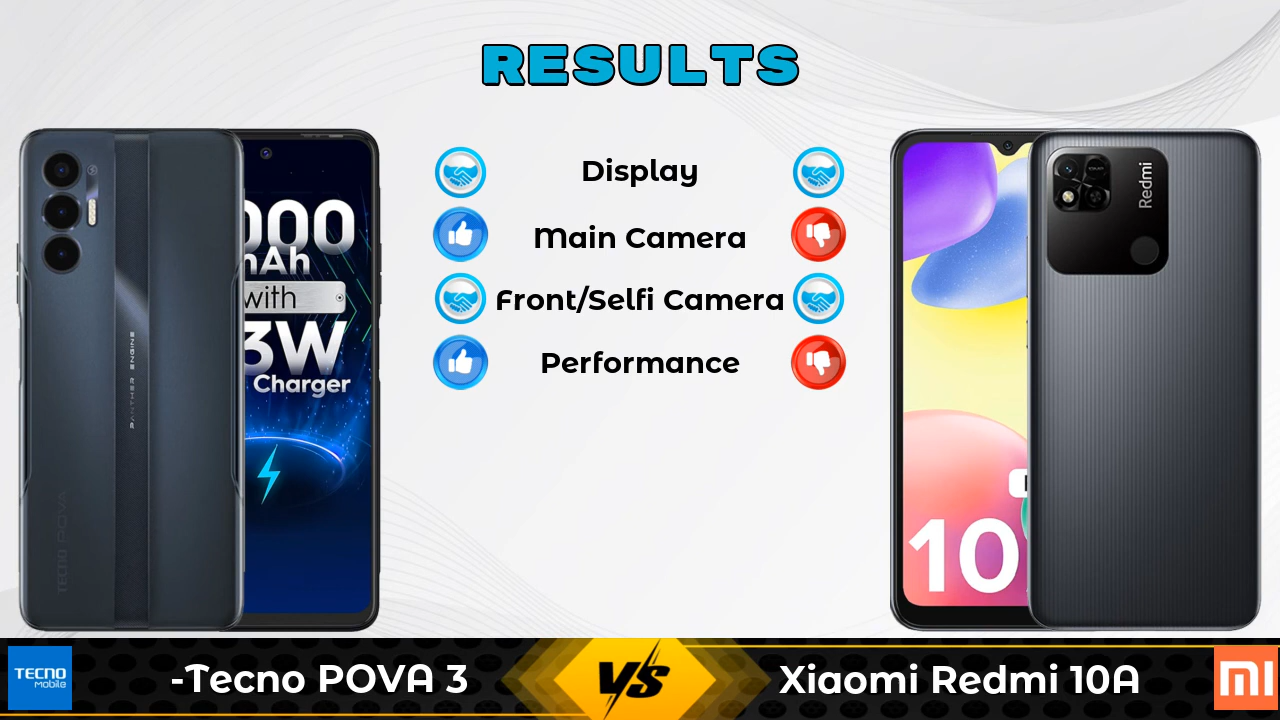 RESULTS
Display
Main Camera
Front/Selfi Camera
Performance
000
mAh
with
3W
Charger
PANTHER ENGINE
TECNO POVA
Redmi
10
TECNO
mobile
-Tecno POVA 3
VS
Xiaomi Redmi 10A
MI